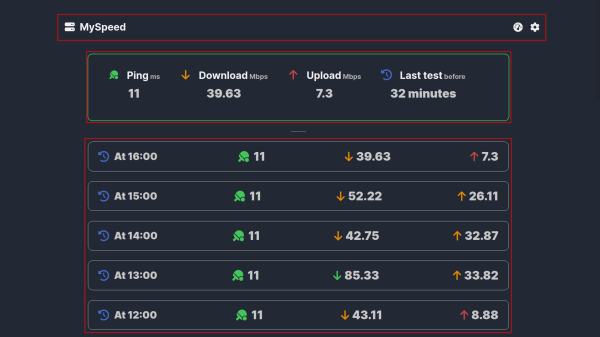 MySpeed
Ping ms Download Mbps Upload Mbps Last test before
11 39.63 7.3 32 minutes
At 16:00 11 39.63 7.3
At 15:00 11 52.22 26.11
At 14:00 11 42.75 32.87
At 13:00 11 85.33 33.82
At 12:00 11 43.11 8.88